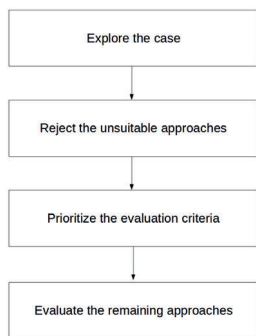 Explore the case
Reject the unsuitable approaches
Prioritize the evaluation criteria
Evaluate the remaining approaches